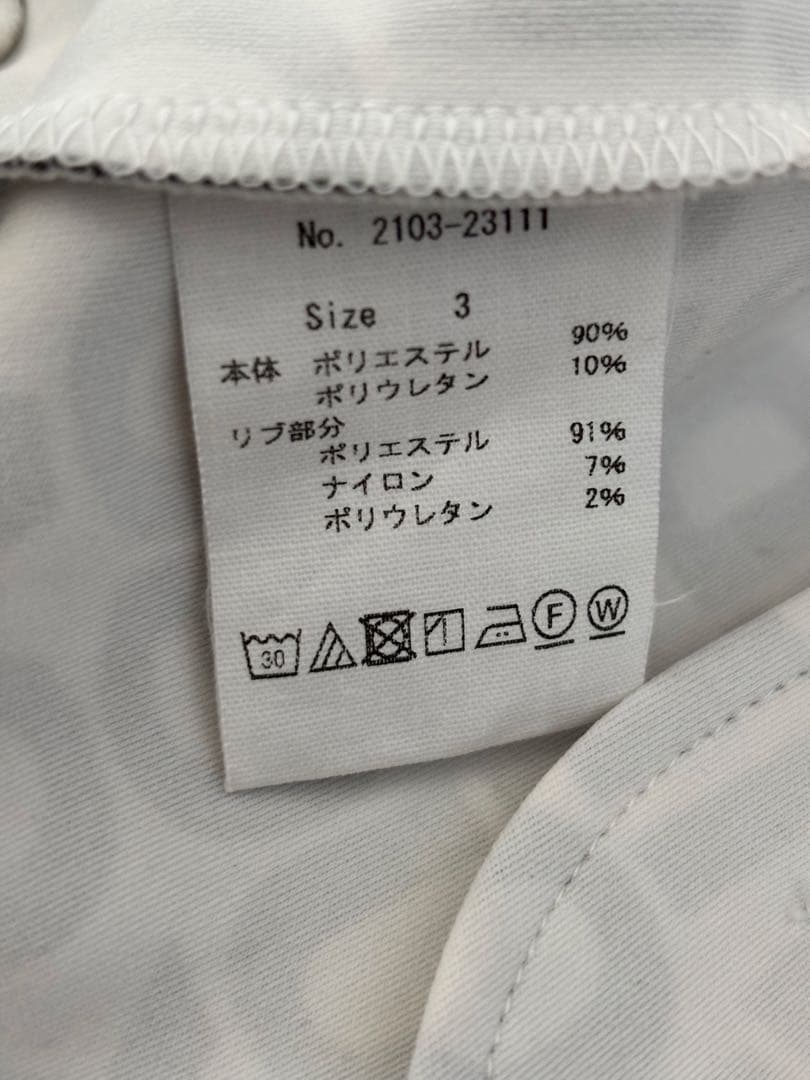 No. 2103-23111
Size 3
本体 ポリエステル 90%
ポリウレタン 10%
リブ部分
ポリエステル 91%
ナイロン 7%
ポリウレタン 2%
30 F W